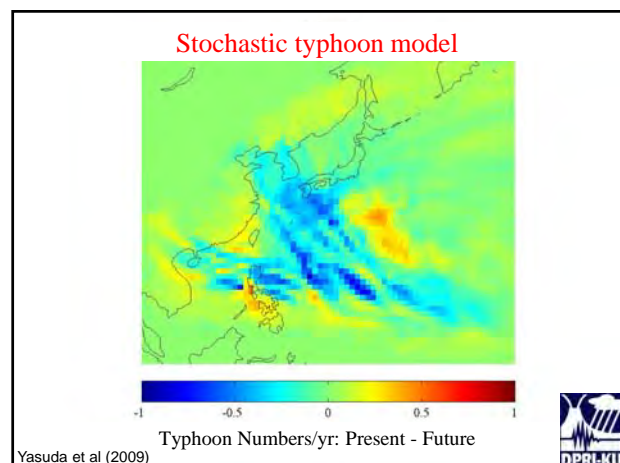 Stochastic typhoon model
-1 -0.5 0 0.5 1
Typhoon Numbers/yr: Present - Future
Yasuda et al (2009)
DPRI-KU